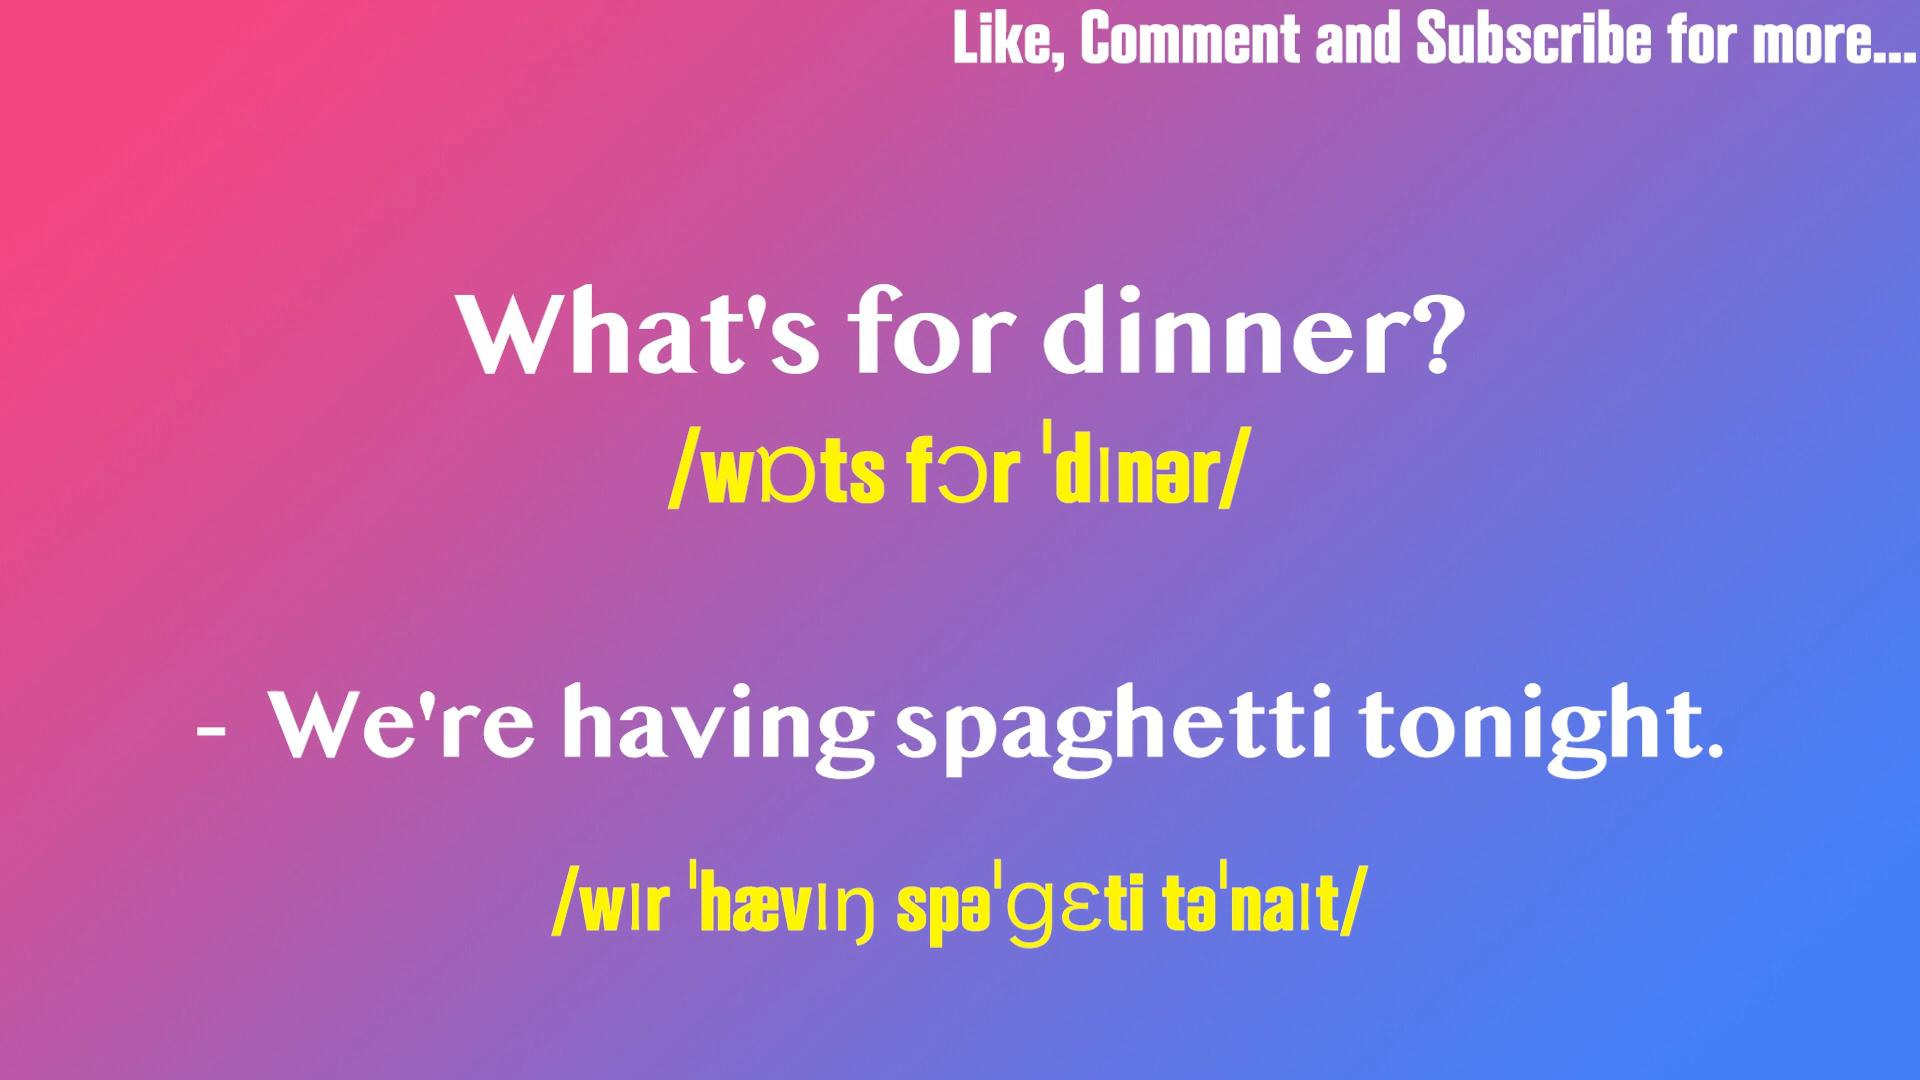 Like, Comment and Subscribe for more...
What's for dinner?
/wɒts fɔr ˈdɪnər/
- We're having spaghetti tonight.
/wɪr ˈhævɪŋ spəˈɡɛti təˈnaɪt/